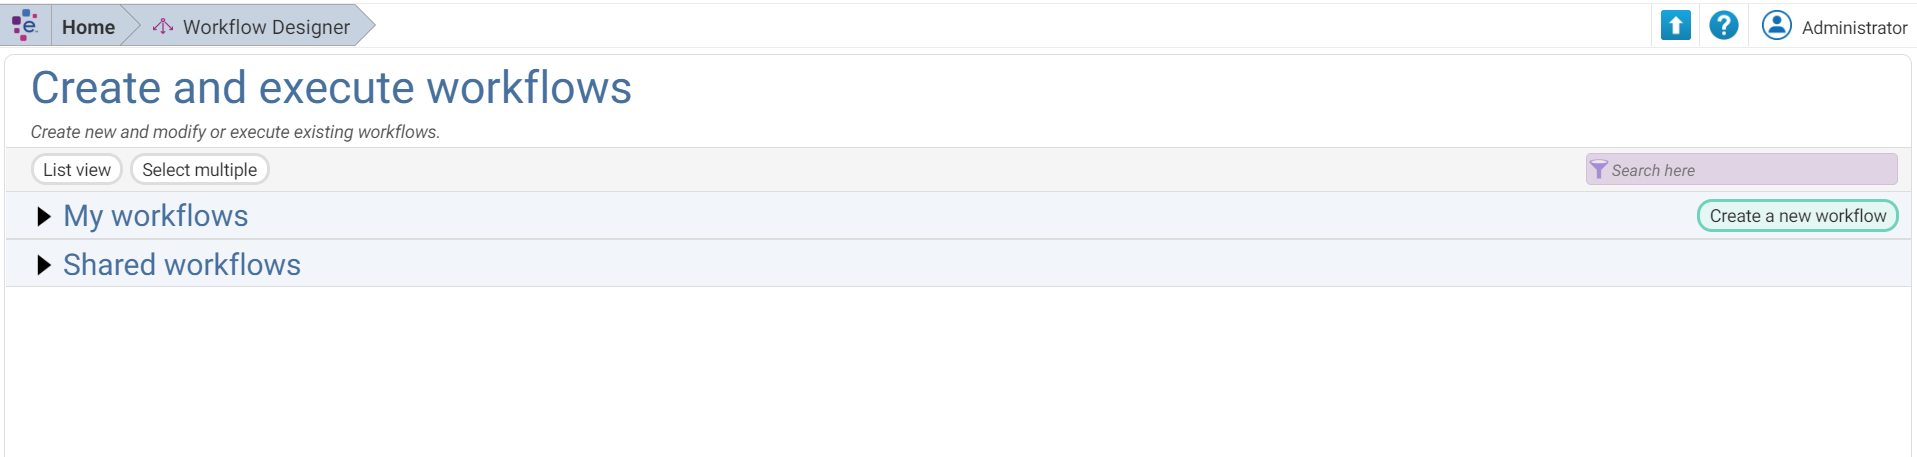 Home
Workflow Designer
Administrator
Create and execute workflows
Create new and modify or execute existing workflows.
List view
Select multiple
Search here
My workflows
Create a new workflow
Shared workflows